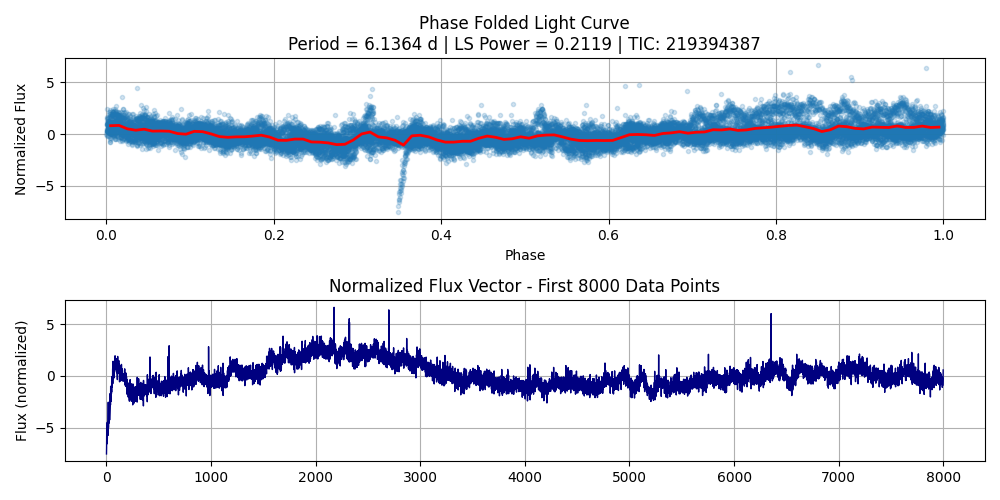 Phase Folded Light Curve
Period = 6.1364 d | LS Power = 0.2119 | TIC: 219394387
Normalized Flux
5
0
−5
0.0 0.2 0.4 0.6 0.8 1.0
Phase
Normalized Flux Vector - First 8000 Data Points
Flux (normalized)
5
0
−5
0 1000 2000 3000 4000 5000 6000 7000 8000